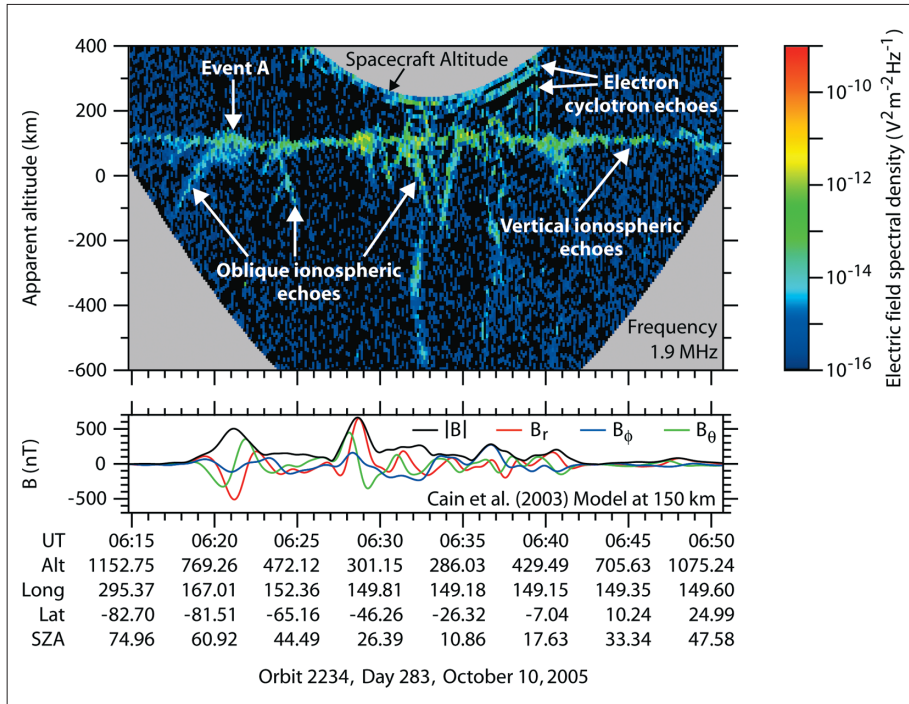 400
200
0
-200
-400
-600
Apparent altitude (km)
Event A
Spacecraft Altitude
Electron
cyclotron echoes
Vertical ionospheric
echoes
Oblique ionospheric
echoes
Frequency
1.9 MHz
10⁻¹⁰
10⁻¹²
10⁻¹⁴
10⁻¹⁶
Electric field spectral density (V² m⁻² Hz⁻¹)
500
0
-500
B (nT)
|B| Bᵣ B_ϕ B_θ
Cain et al. (2003) Model at 150 km
UT 06:15 06:20 06:25 06:30 06:35 06:40 06:45 06:50
Alt 1152.75 769.26 472.12 301.15 286.03 429.49 705.63 1075.24
Long 295.37 167.01 152.36 149.81 149.18 149.15 149.35 149.60
Lat -82.70 -81.51 -65.16 -46.26 -26.32 -7.04 10.24 24.99
SZA 74.96 60.92 44.49 26.39 10.86 17.63 33.34 47.58
Orbit 2234, Day 283, October 10, 2005